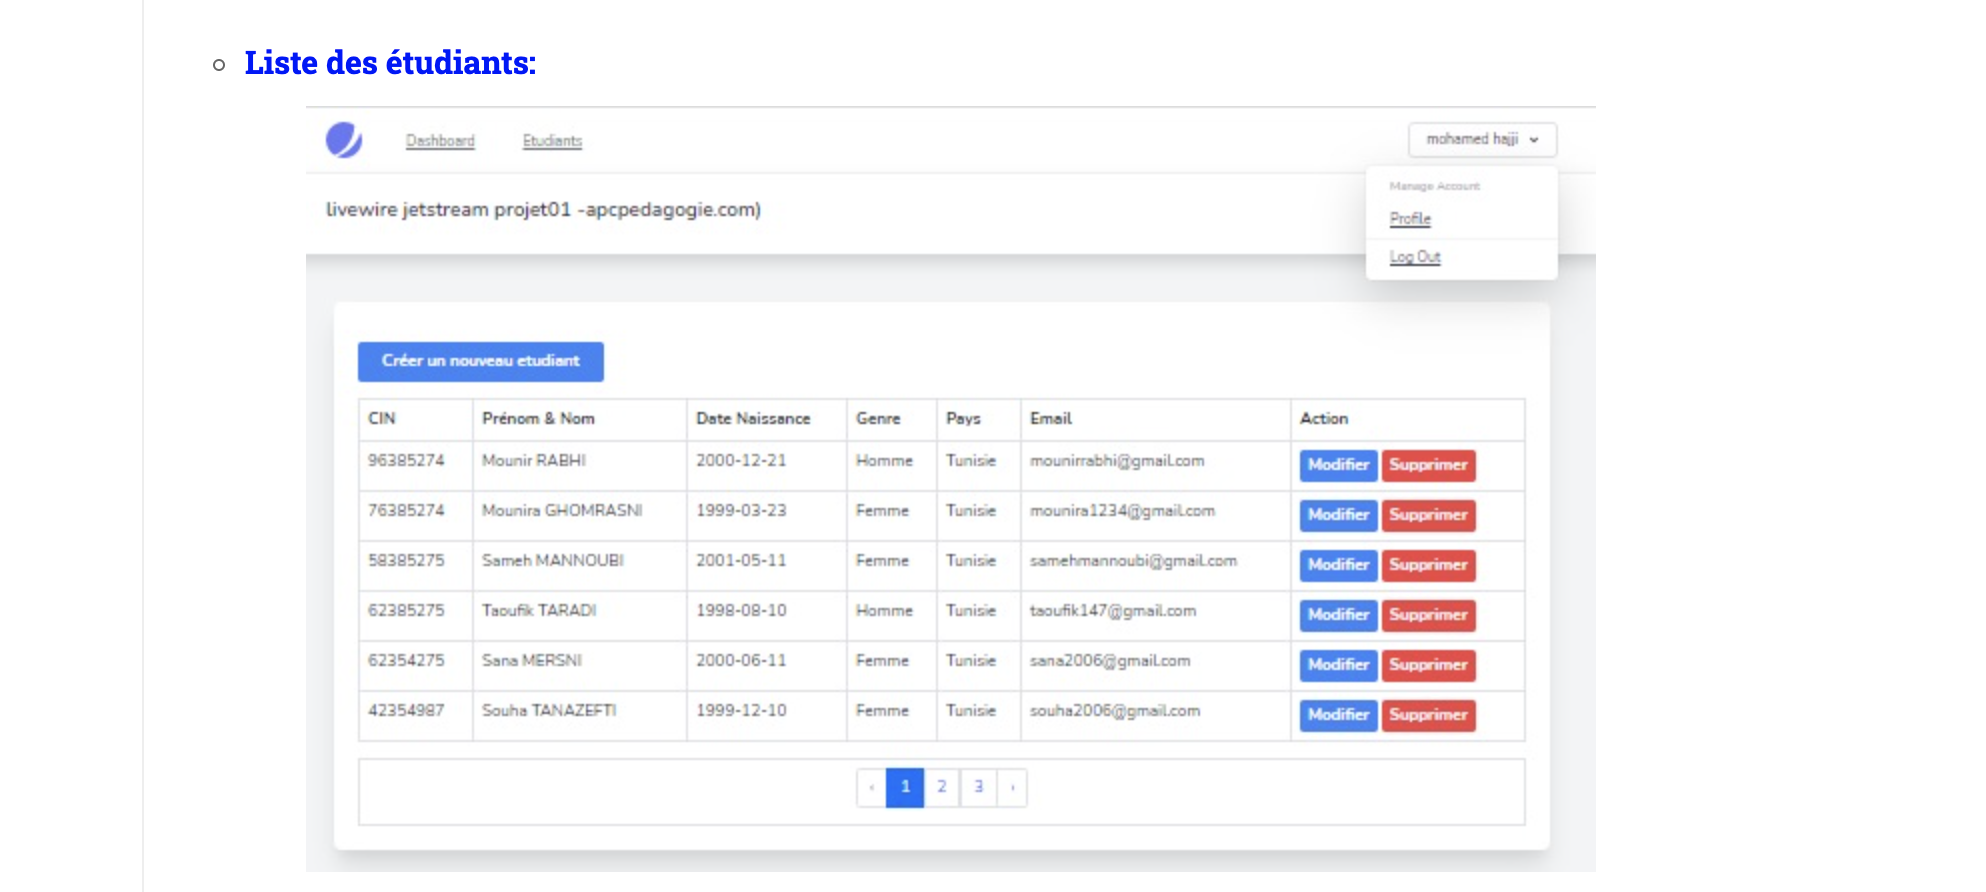 Liste des étudiants:
Dashboard Etudiants mohamed hajji
Manage Account
livewire jetstream projet01 -apcpedagogie.com)
Profile
Log Out
Créer un nouveau etudiant
CIN Prénom & Nom Date Naissance Genre Pays Email Action
96385274 Mounir RABHI 2000-12-21 Homme Tunisie mounirrabhi@gmail.com Modifier Supprimer
76385274 Mounira GHOMRASNI 1999-03-23 Femme Tunisie mounira1234@gmail.com Modifier Supprimer
58385275 Sameh MANNOUBI 2001-05-11 Femme Tunisie samehmannoubi@gmail.com Modifier Supprimer
62385275 Taoufik TARADI 1998-08-10 Homme Tunisie taoufik147@gmail.com Modifier Supprimer
62354275 Sana MERSNI 2000-06-11 Femme Tunisie sana2006@gmail.com Modifier Supprimer
42354987 Souha TANAZEFTI 1999-12-10 Femme Tunisie souha2006@gmail.com Modifier Supprimer
‹ 1 2 3 ›